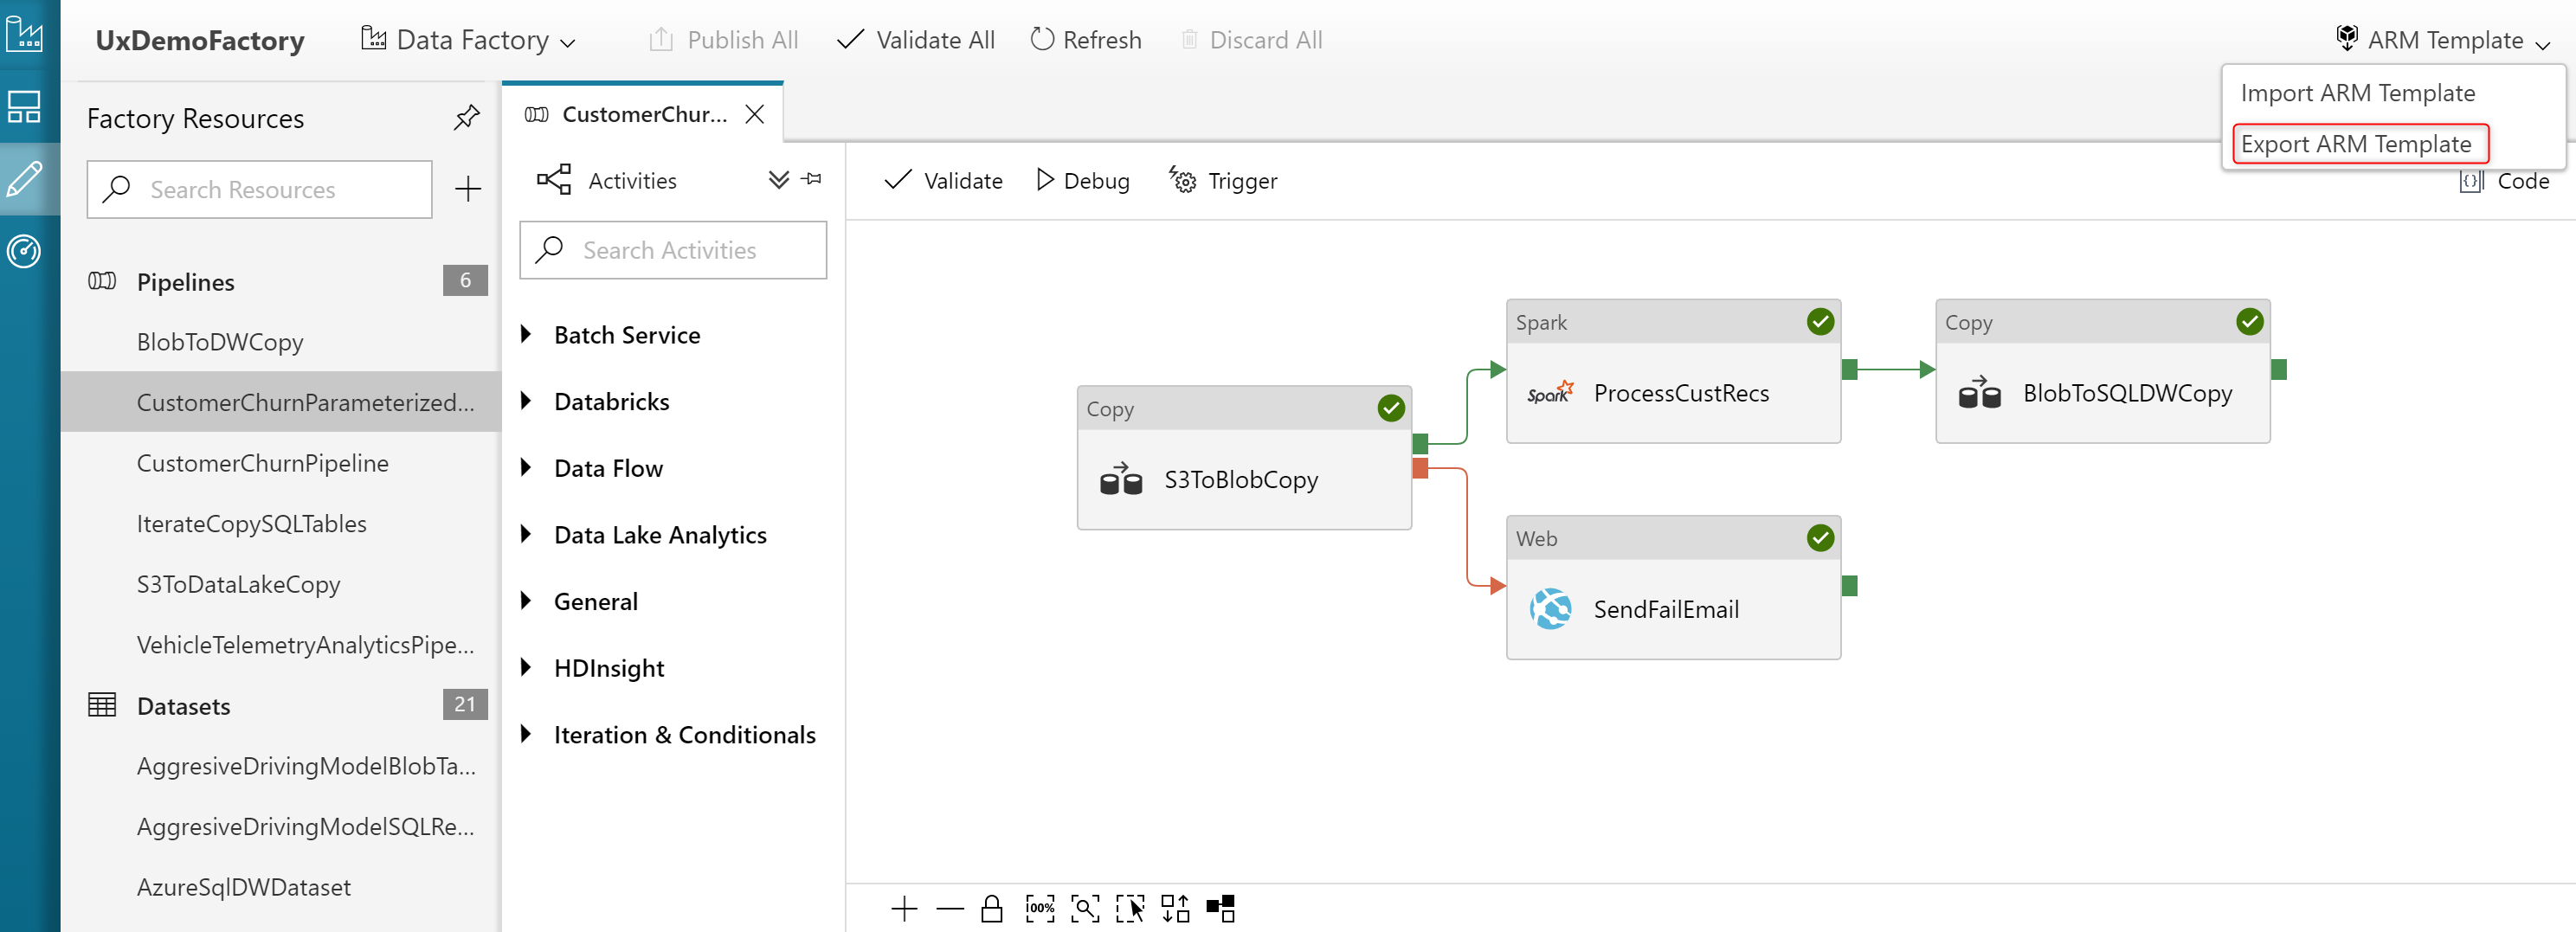 UxDemoFactory
Data Factory
Publish All
Validate All
Refresh
Discard All
ARM Template
Import ARM Template
Export ARM Template
Factory Resources
Search Resources
Pipelines
6
BlobToDWCopy
CustomerChurnParameterized...
CustomerChurnPipeline
IterateCopySQLTables
S3ToDataLakeCopy
VehicleTelemetryAnalyticsPipe...
Datasets
21
AggresiveDrivingModelBlobTa...
AggresiveDrivingModelSQLRe...
AzureSqlDWDataset
CustomerChur...
Activities
Search Activities
Batch Service
Databricks
Data Flow
Data Lake Analytics
General
HDInsight
Iteration & Conditionals
Validate
Debug
Trigger
Code
Copy
S3ToBlobCopy
Spark
Spark
ProcessCustRecs
Copy
BlobToSQLDWCopy
Web
SendFailEmail
100%